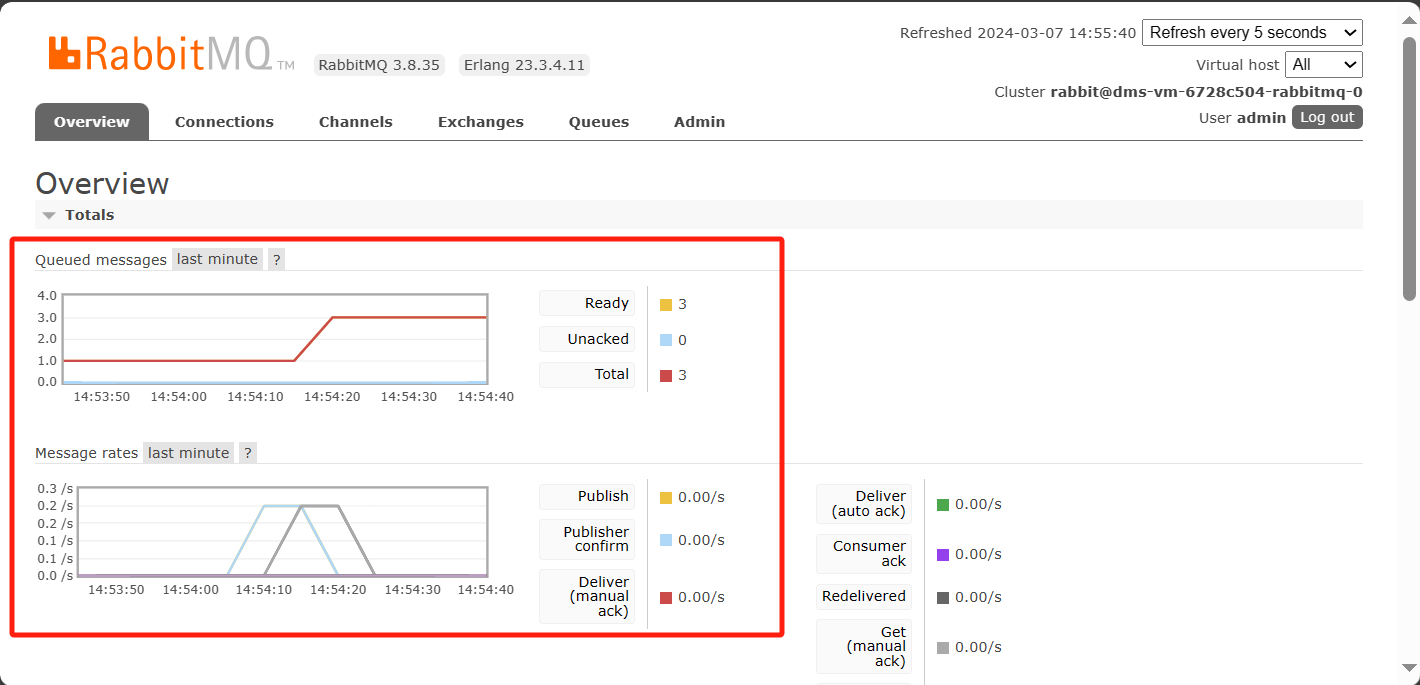 RabbitMQ TM
RabbitMQ 3.8.35
Erlang 23.3.4.11
Refreshed 2024-03-07 14:55:40
Refresh every 5 seconds
Virtual host
All
Cluster rabbit@dms-vm-6728c504-rabbitmq-0
User admin
Log out
Overview
Connections
Channels
Exchanges
Queues
Admin
Overview
Totals
Queued messages last minute ?
4.0
3.0
2.0
1.0
0.0
14:53:50 14:54:00 14:54:10 14:54:20 14:54:30 14:54:40
Ready 3
Unacked 0
Total 3
Message rates last minute ?
0.3 /s
0.2 /s
0.2 /s
0.1 /s
0.1 /s
0.0 /s
14:53:50 14:54:00 14:54:10 14:54:20 14:54:30 14:54:40
Publish 0.00/s
Publisher
confirm 0.00/s
Deliver
(manual
ack) 0.00/s
Deliver
(auto ack) 0.00/s
Consumer
ack 0.00/s
Redelivered 0.00/s
Get
(manual
ack) 0.00/s